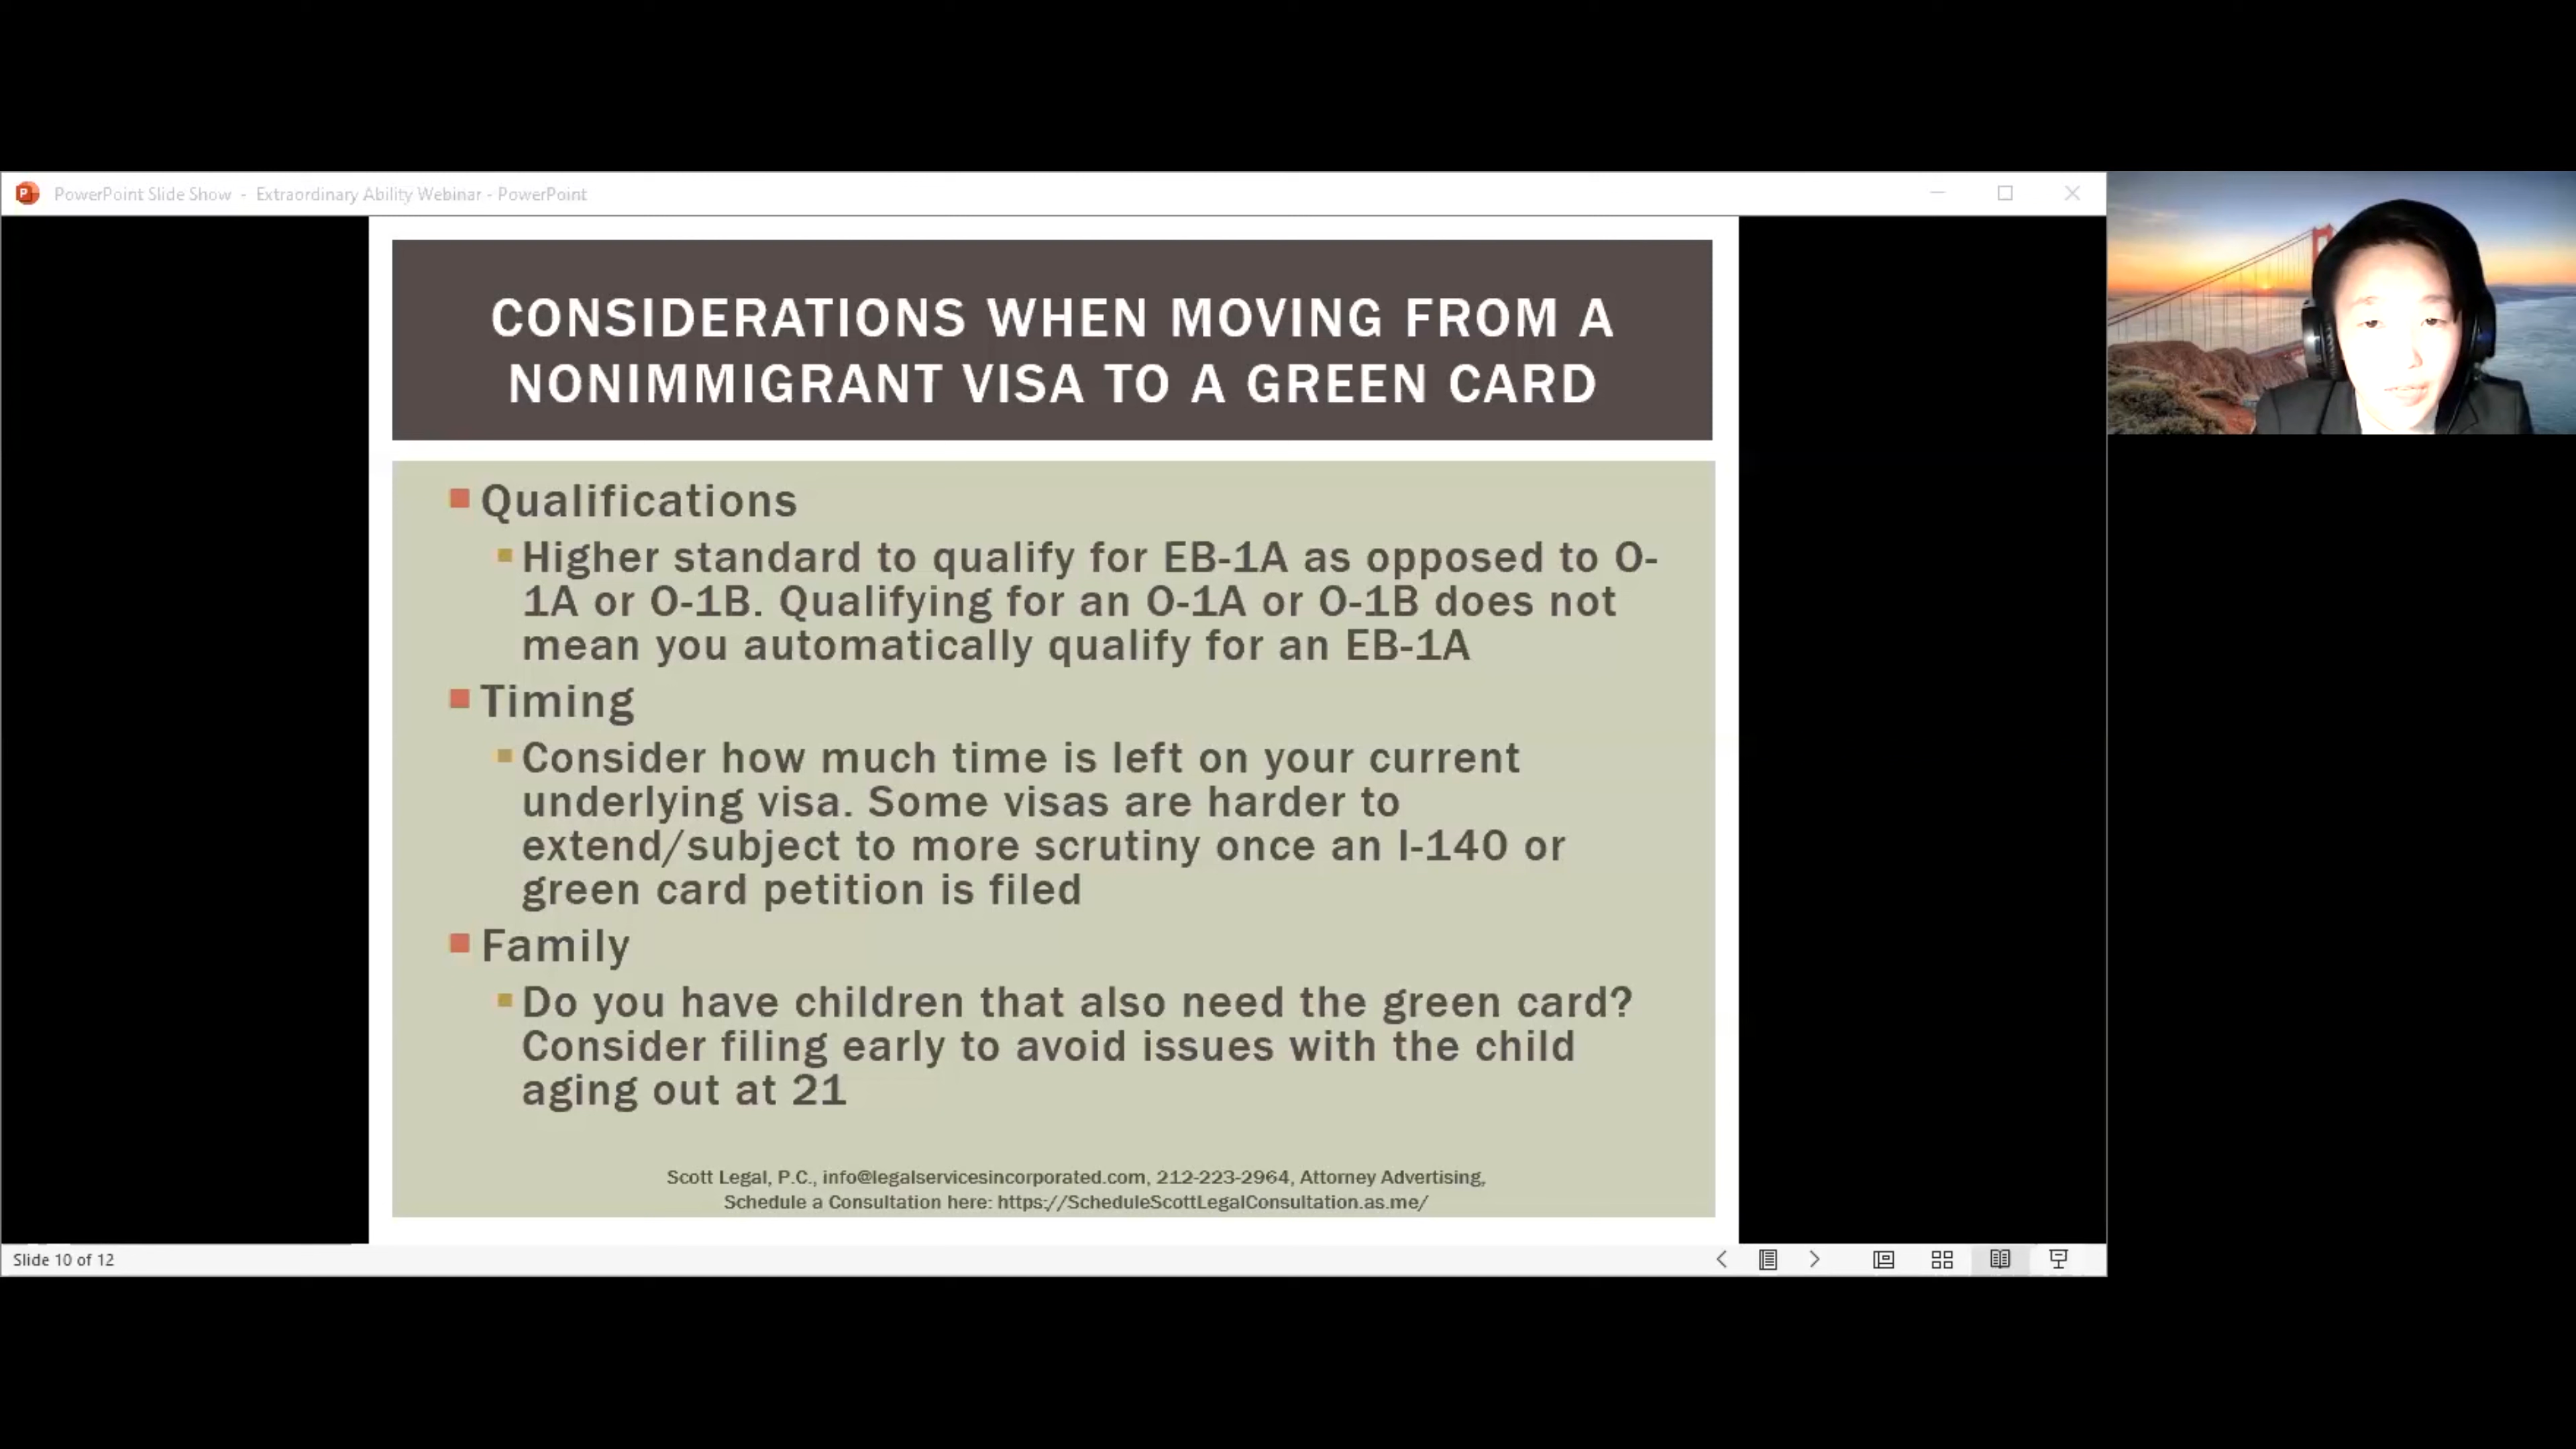 PowerPoint Slide Show - Extraordinary Ability Webinar - PowerPoint
CONSIDERATIONS WHEN MOVING FROM A
NONIMMIGRANT VISA TO A GREEN CARD
Qualifications
Higher standard to qualify for EB-1A as opposed to O-
1A or O-1B. Qualifying for an O-1A or O-1B does not
mean you automatically qualify for an EB-1A
Timing
Consider how much time is left on your current
underlying visa. Some visas are harder to
extend/subject to more scrutiny once an I-140 or
green card petition is filed
Family
Do you have children that also need the green card?
Consider filing early to avoid issues with the child
aging out at 21
Scott Legal, P.C., info@legalservicesincorporated.com, 212-223-2964, Attorney Advertising,
Schedule a Consultation here: https://ScheduleScottLegalConsultation.as.me/
Slide 10 of 12